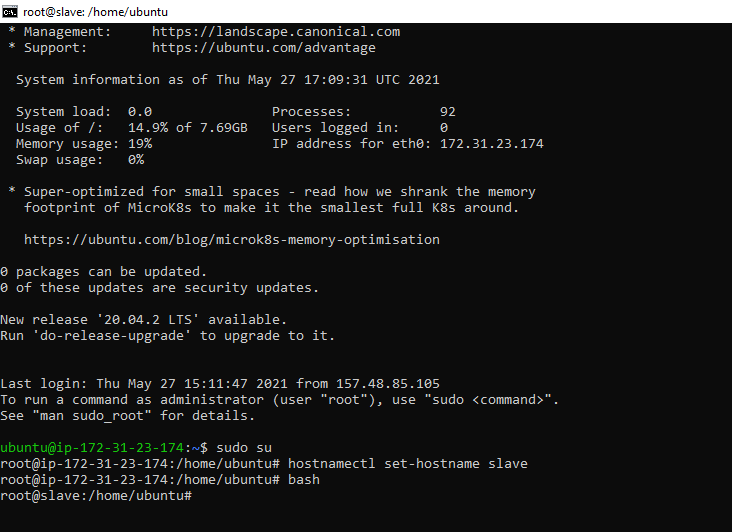 root@slave: /home/ubuntu
* Management:     https://landscape.canonical.com
* Support:        https://ubuntu.com/advantage
System information as of Thu May 27 17:09:31 UTC 2021
System load:  0.0               Processes:           92
Usage of /:   14.9% of 7.69GB   Users logged in:     0
Memory usage: 19%               IP address for eth0: 172.31.23.174
Swap usage:   0%
* Super-optimized for small spaces - read how we shrank the memory
footprint of MicroK8s to make it the smallest full K8s around.
https://ubuntu.com/blog/microk8s-memory-optimisation
0 packages can be updated.
0 of these updates are security updates.
New release '20.04.2 LTS' available.
Run 'do-release-upgrade' to upgrade to it.
Last login: Thu May 27 15:11:47 2021 from 157.48.85.105
To run a command as administrator (user "root"), use "sudo <command>".
See "man sudo_root" for details.
ubuntu@ip-172-31-23-174:~$ sudo su
root@ip-172-31-23-174:/home/ubuntu# hostnamectl set-hostname slave
root@ip-172-31-23-174:/home/ubuntu# bash
root@slave:/home/ubuntu#